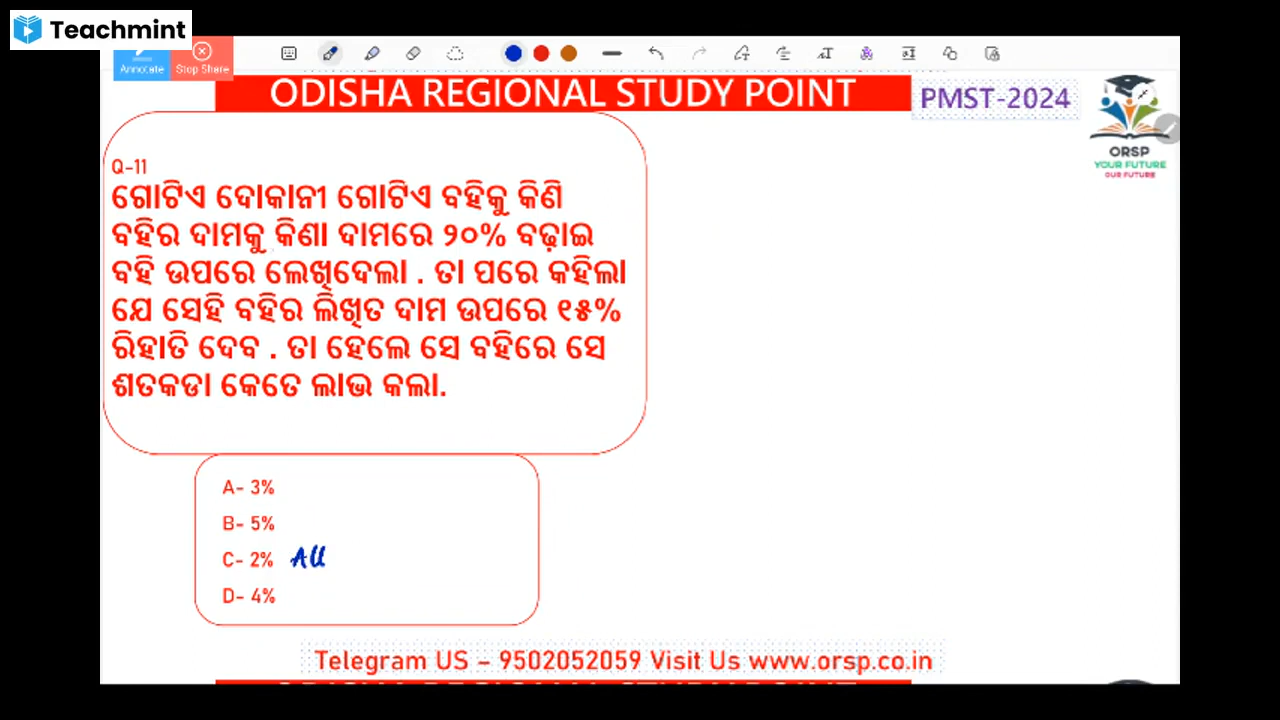 Teachmint
Annotate
Stop Share
ODISHA REGIONAL STUDY POINT
PMST-2024
ORSP
YOUR FUTURE
OUR FUTURE
Q-11
ଗୋଟିଏ ଦୋକାନୀ ଗୋଟିଏ ବହିକୁ କିଣି
ବହିର ଦାମକୁ କିଣା ଦାମରେ ୨୦% ବଢ଼ାଇ
ବହି ଉପରେ ଲେଖିଦେଲା . ତା ପରେ କହିଲା
ଯେ ସେହି ବହିର ଲିଖିତ ଦାମ ଉପରେ ୧୫%
ରିହାତି ଦେବ . ତା ହେଲେ ସେ ବହିରେ ସେ
ଶତକଡା କେତେ ଲାଭ କଲା.
A- 3%
B- 5%
C- 2% All
D- 4%
Telegram US – 9502052059 Visit Us www.orsp.co.in